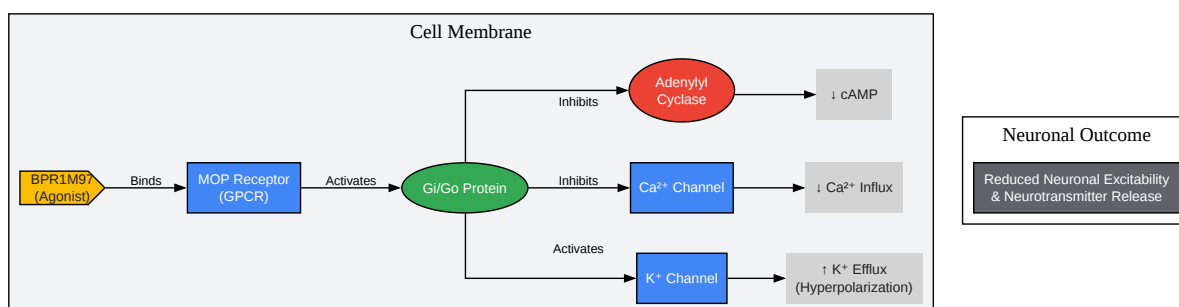 Cell Membrane
Adenylyl
Cyclase
Inhibits
↓ cAMP
BPR1M97
(Agonist)
Binds
MOP Receptor
(GPCR)
Activates
Gi/Go Protein
Inhibits
Ca²⁺ Channel
↓ Ca²⁺ Influx
Activates
K⁺ Channel
↑ K⁺ Efflux
(Hyperpolarization)
Neuronal Outcome
Reduced Neuronal Excitability
& Neurotransmitter Release